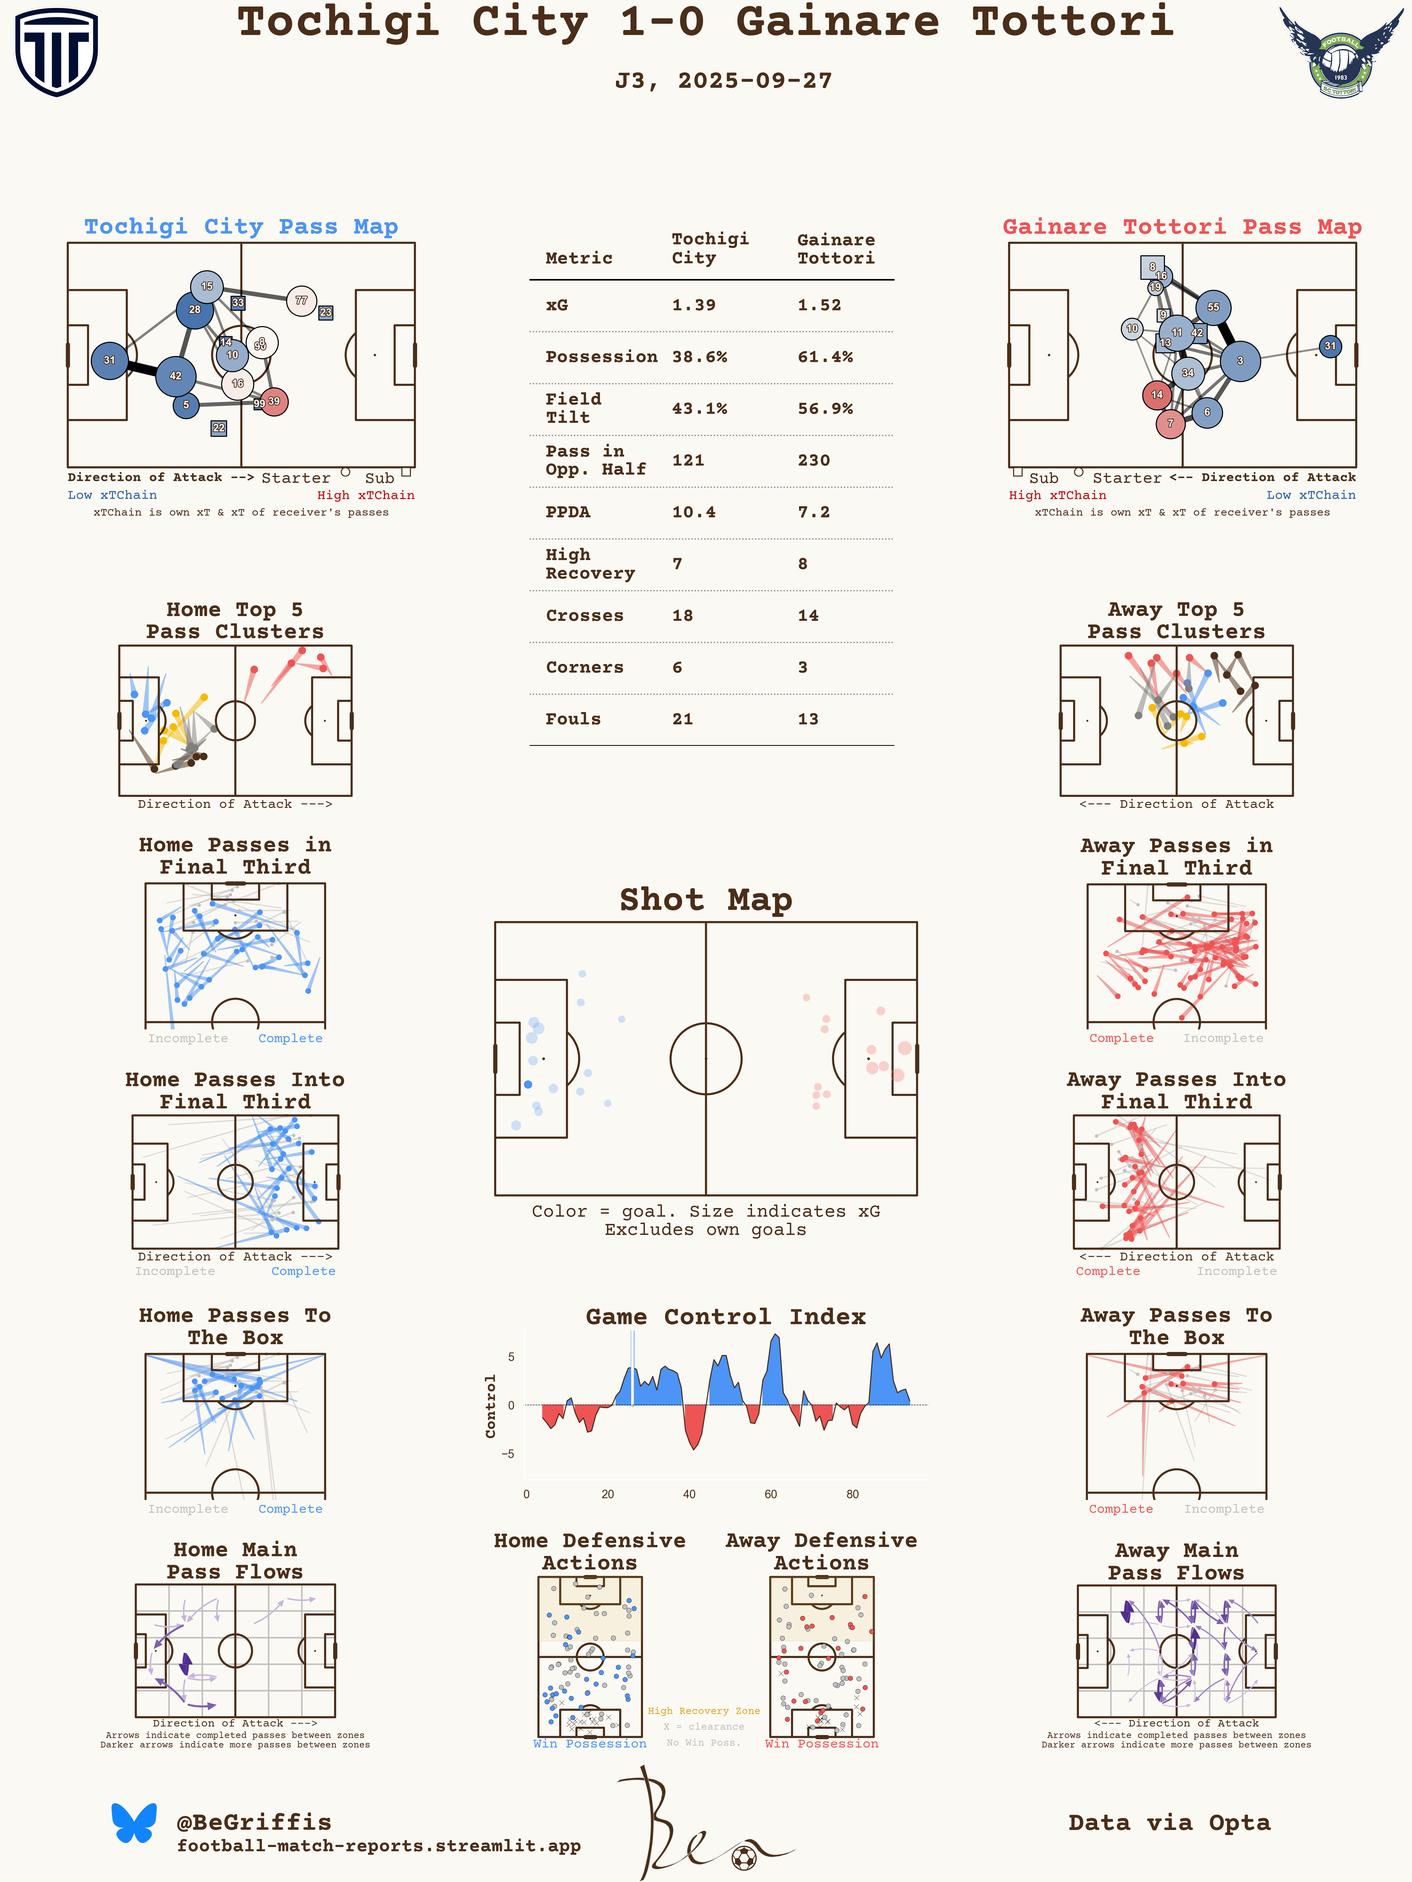 Tochigi City 1-0 Gainare Tottori
J3, 2025-09-27
FOOTBALL
1983
S.C. TOTTORI
Tochigi City Pass Map
15
77
28
33
23
14
8
10
31
42
16
5
99
39
22
Direction of Attack --> Starter Sub
Low xTChain High xTChain
xTChain is own xT & xT of receiver's passes
Metric Tochigi City Gainare Tottori
xG 1.39 1.52
Possession 38.6% 61.4%
Field Tilt 43.1% 56.9%
Pass in Opp. Half 121 230
PPDA 10.4 7.2
High Recovery 7 8
Crosses 18 14
Corners 6 3
Fouls 21 13
Gainare Tottori Pass Map
8
16
19
9
55
10
11
42
13
31
3
34
14
6
7
Sub Starter <-- Direction of Attack
High xTChain Low xTChain
xTChain is own xT & xT of receiver's passes
Home Top 5
Pass Clusters
Direction of Attack --->
Away Top 5
Pass Clusters
<--- Direction of Attack
Home Passes in
Final Third
Incomplete Complete
Away Passes in
Final Third
Complete Incomplete
Shot Map
Color = goal. Size indicates xG
Excludes own goals
Home Passes Into
Final Third
Direction of Attack --->
Incomplete Complete
Away Passes Into
Final Third
<--- Direction of Attack
Complete Incomplete
Home Passes To
The Box
Incomplete Complete
Game Control Index
Control
5
0
−5
0 20 40 60 80
Away Passes To
The Box
Complete Incomplete
Home Main
Pass Flows
Direction of Attack --->
Arrows indicate completed passes between zones
Darker arrows indicate more passes between zones
Home Defensive
Actions
Win Possession
Away Defensive
Actions
Win Possession
High Recovery Zone
X = clearance
No Win Poss.
Away Main
Pass Flows
<--- Direction of Attack
Arrows indicate completed passes between zones
Darker arrows indicate more passes between zones
@BeGriffis
football-match-reports.streamlit.app
Ben
Data via Opta